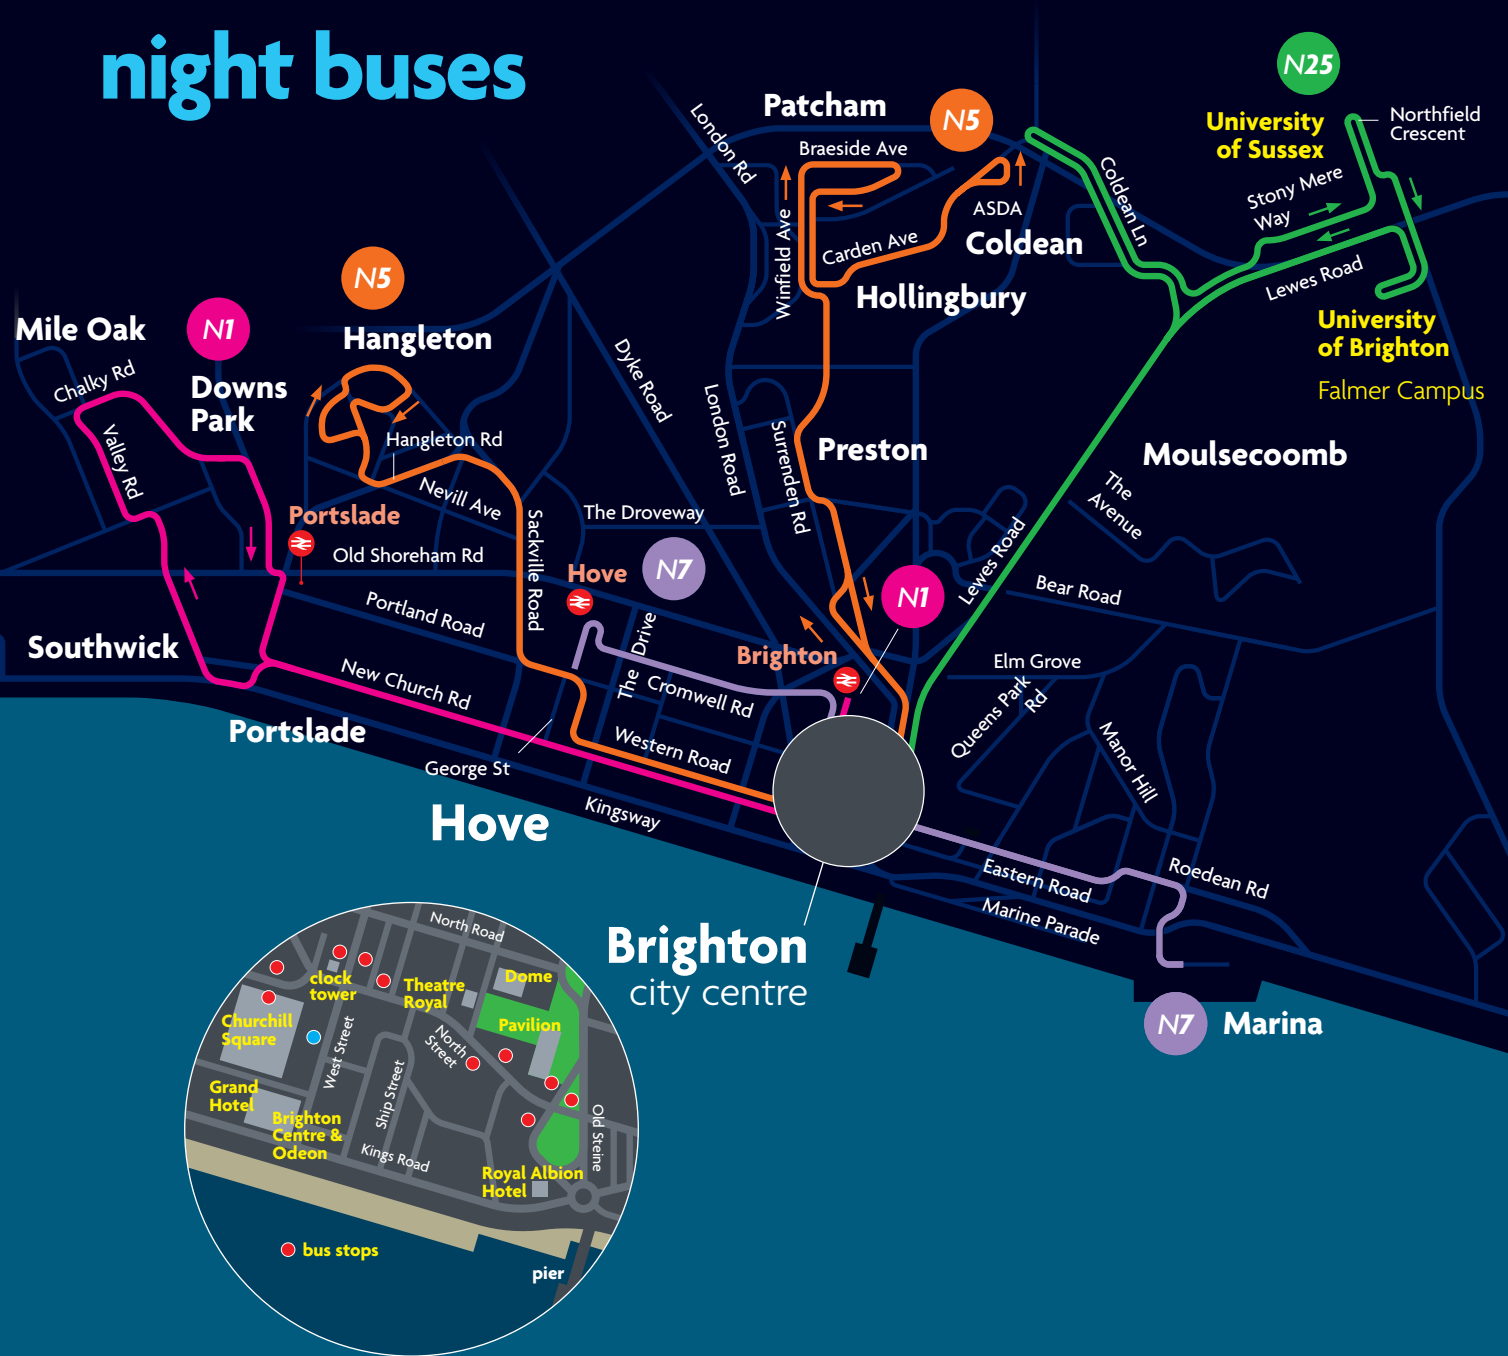 night buses
N25
University
of Sussex
Northfield
Crescent
Patcham
N5
London Rd
Braeside Ave
Coldean Ln
Stony Mere
Way
ASDA
Winfield Ave
Carden Ave
Coldean
Lewes Road
Hollingbury
N5
Hangleton
Mile Oak
N1
Downs
Park
Chalky Rd
University
of Brighton
Falmer Campus
Dyke Road
London Road
Surrenden Rd
Preston
Moulsecoomb
Valley Rd
Hangleton Rd
Nevill Ave
The
Avenue
Portslade
The Droveway
Sackville Road
Old Shoreham Rd
Hove
N7
N1
Lewes Road
Bear Road
Portland Road
Southwick
The Drive
Brighton
Elm Grove
New Church Rd
Cromwell Rd
Queens Park
Rd
Portslade
Western Road
Manor Hill
George St
Hove
Kingsway
Eastern Road
Roedean Rd
Marine Parade
Brighton
city centre
N7
Marina
North Road
clock
tower
Theatre
Royal
Dome
Churchill
Square
Pavilion
North
Street
West Street
Ship Street
Grand
Hotel
Brighton
Centre &
Odeon
Kings Road
Old Steine
Royal Albion
Hotel
bus stops
pier